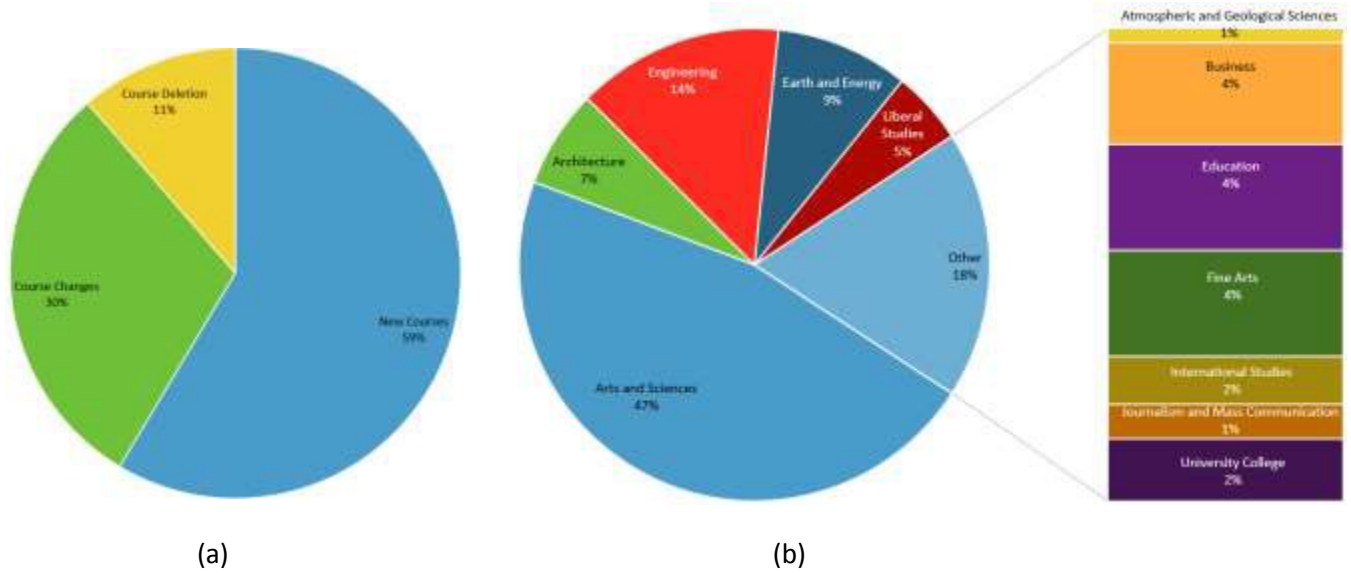 Course Deletion
11%
Course Changes
30%
New Courses
59%
(a)
Engineering
14%
Earth and Energy
9%
Liberal
Studies
5%
Architecture
7%
Other
18%
Arts and Sciences
47%
(b)
Atmospheric and Geological Sciences
1%
Business
4%
Education
4%
Fine Arts
4%
International Studies
2%
Journalism and Mass Communication
1%
University College
2%